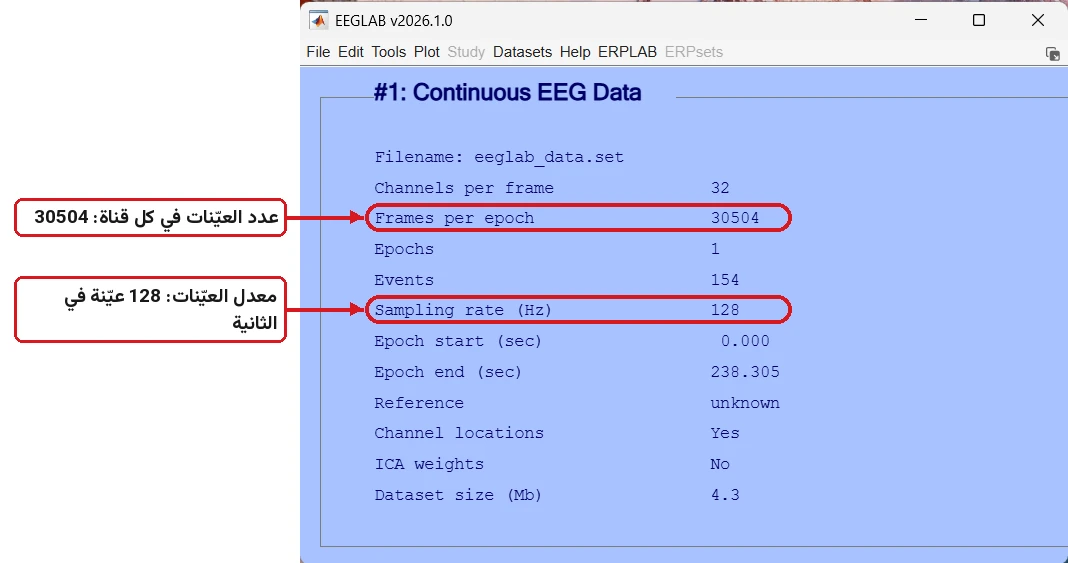 EEGLAB v2026.1.0
File Edit Tools Plot Study Datasets Help ERPLAB ERPsets
#1: Continuous EEG Data
Filename: eeglab_data.set
Channels per frame 32
عدد العيّنات في كل قناة: 30504
Frames per epoch 30504
Epochs 1
Events 154
معدل العيّنات: 128 عيّنة في
الثانية
Sampling rate (Hz) 128
Epoch start (sec) 0.000
Epoch end (sec) 238.305
Reference unknown
Channel locations Yes
ICA weights No
Dataset size (Mb) 4.3